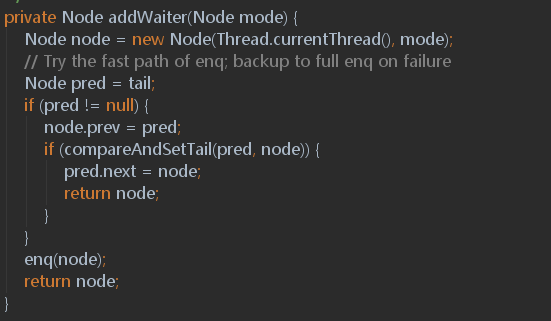 private Node addWaiter(Node mode) {
    Node node = new Node(Thread.currentThread(), mode);
    // Try the fast path of enq; backup to full enq on failure
    Node pred = tail;
    if (pred != null) {
        node.prev = pred;
        if (compareAndSetTail(pred, node)) {
            pred.next = node;
            return node;
        }
    }
    enq(node);
    return node;
}